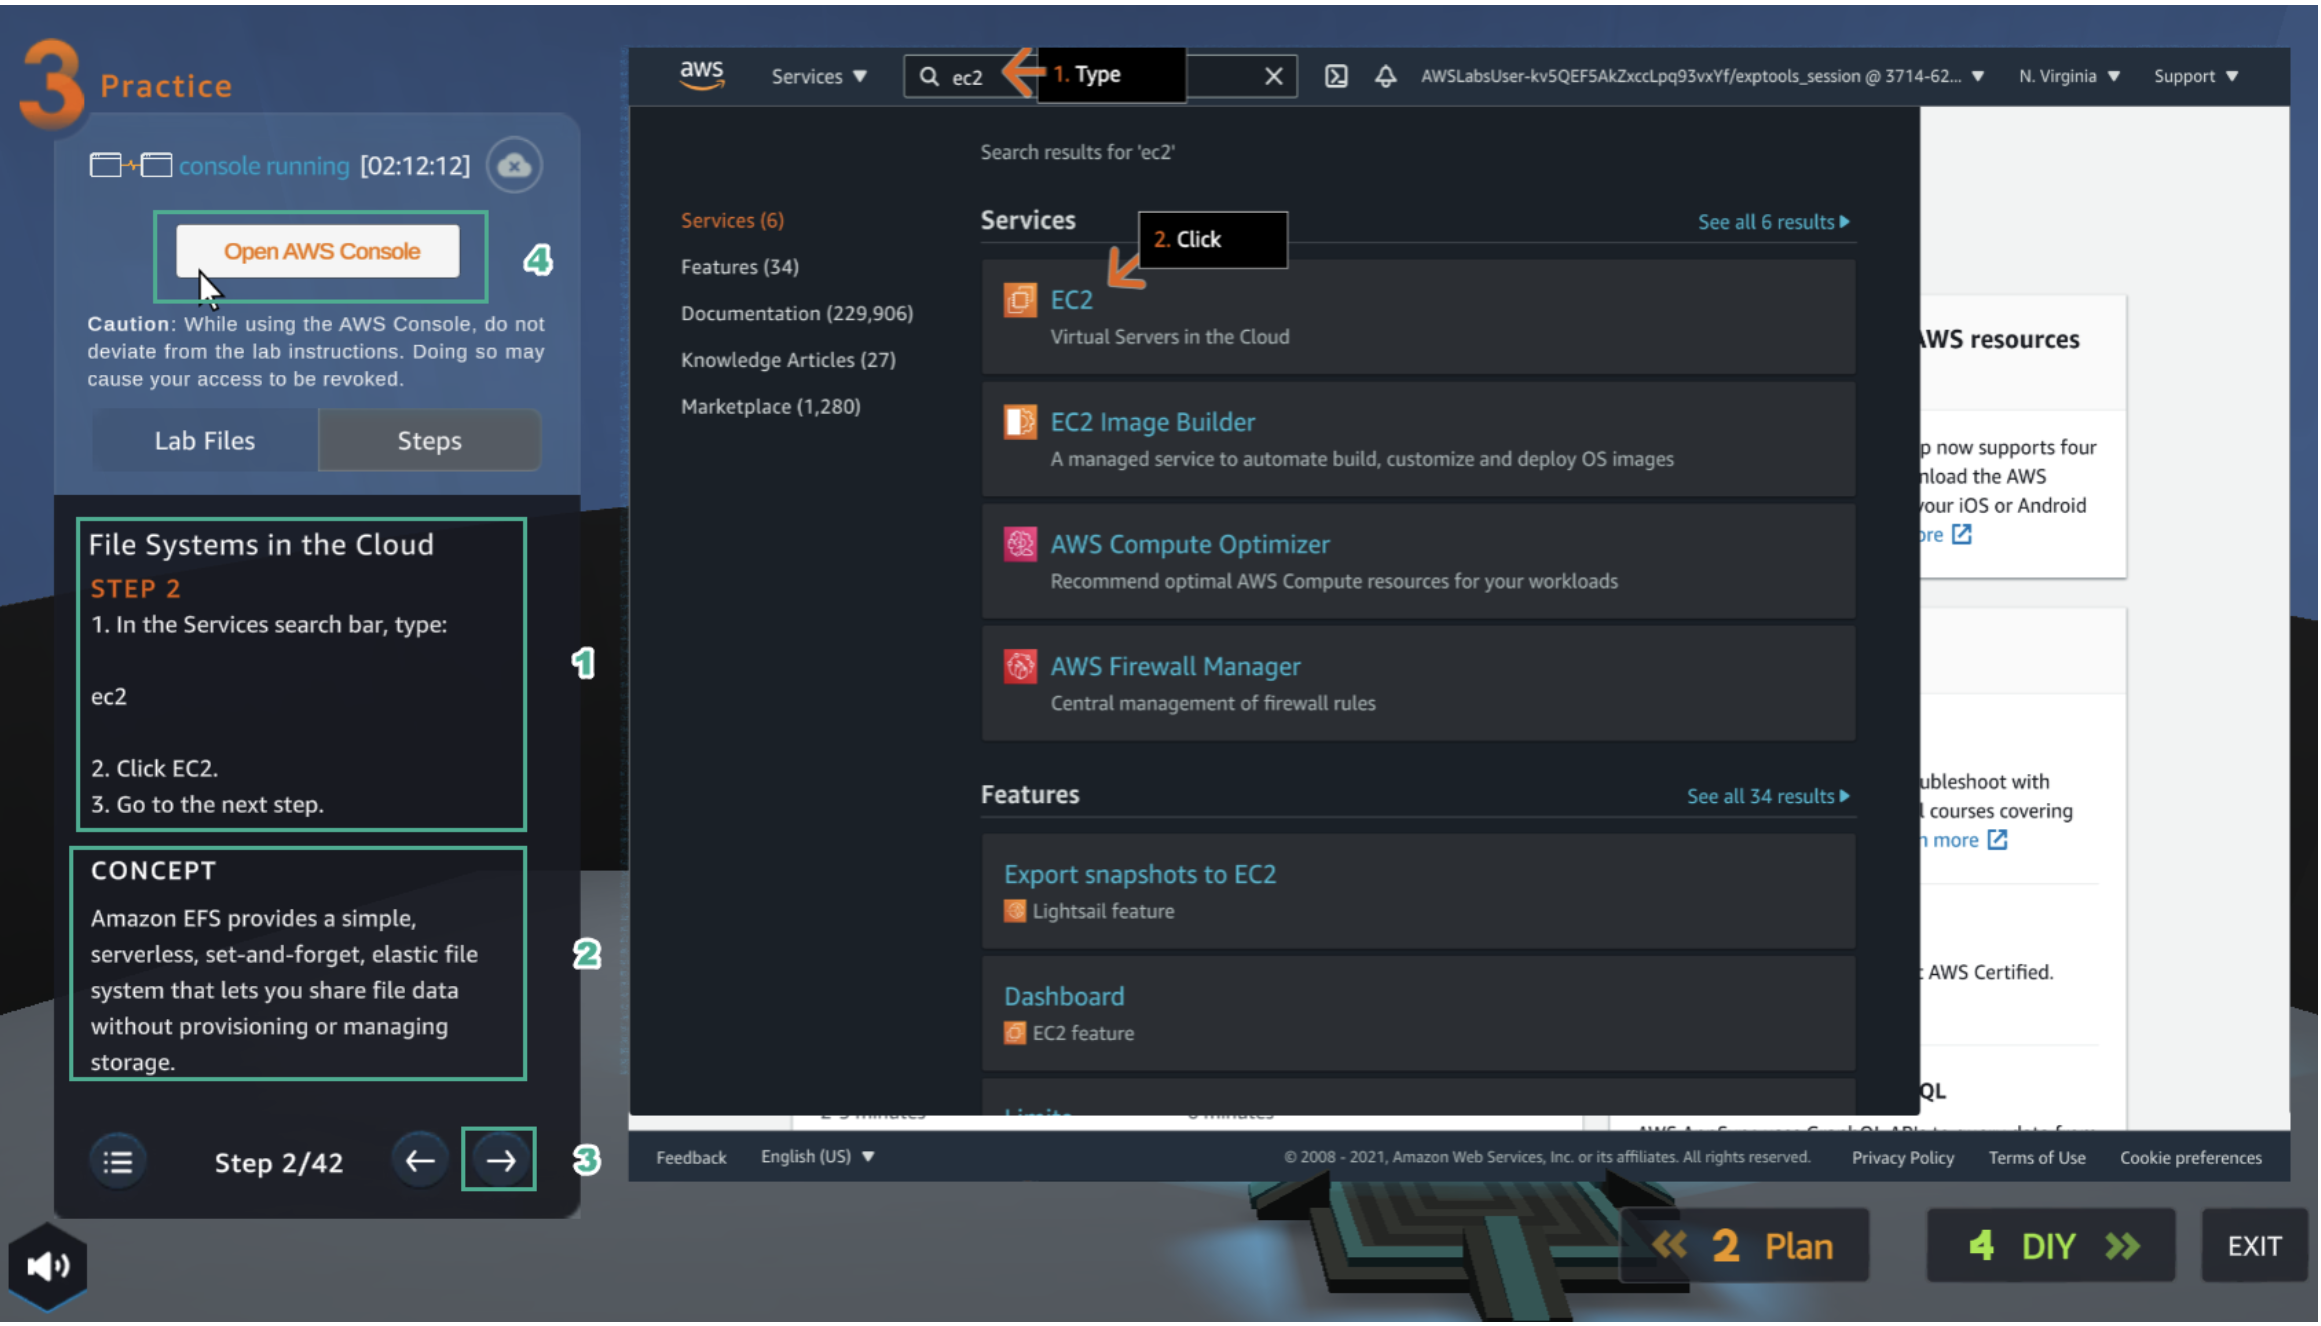 3 Practice
console running [02:12:12]
Open AWS Console
4
Caution: While using the AWS Console, do not
deviate from the lab instructions. Doing so may
cause your access to be revoked.
Lab Files
Steps
File Systems in the Cloud
STEP 2
1. In the Services search bar, type:
ec2
2. Click EC2.
3. Go to the next step.
1
CONCEPT
Amazon EFS provides a simple,
serverless, set-and-forget, elastic file
system that lets you share file data
without provisioning or managing
storage.
2
Step 2/42
3
aws
Services
ec2
1. Type
AWSLabsUser-kv5QEF5AkZxccLpq93vxYf/exptools_session @ 3714-62...
N. Virginia
Support
Search results for 'ec2'
Services (6)
Features (34)
Documentation (229,906)
Knowledge Articles (27)
Marketplace (1,280)
Services
See all 6 results
2. Click
EC2
Virtual Servers in the Cloud
EC2 Image Builder
A managed service to automate build, customize and deploy OS images
AWS Compute Optimizer
Recommend optimal AWS Compute resources for your workloads
AWS Firewall Manager
Central management of firewall rules
Features
See all 34 results
Export snapshots to EC2
Lightsail feature
Dashboard
EC2 feature
AWS resources
p now supports four
nload the AWS
your iOS or Android
ore
ubleshoot with
l courses covering
n more
t AWS Certified.
QL
Feedback
English (US)
© 2008 - 2021, Amazon Web Services, Inc. or its affiliates. All rights reserved.
Privacy Policy
Terms of Use
Cookie preferences
2 Plan
4 DIY
EXIT